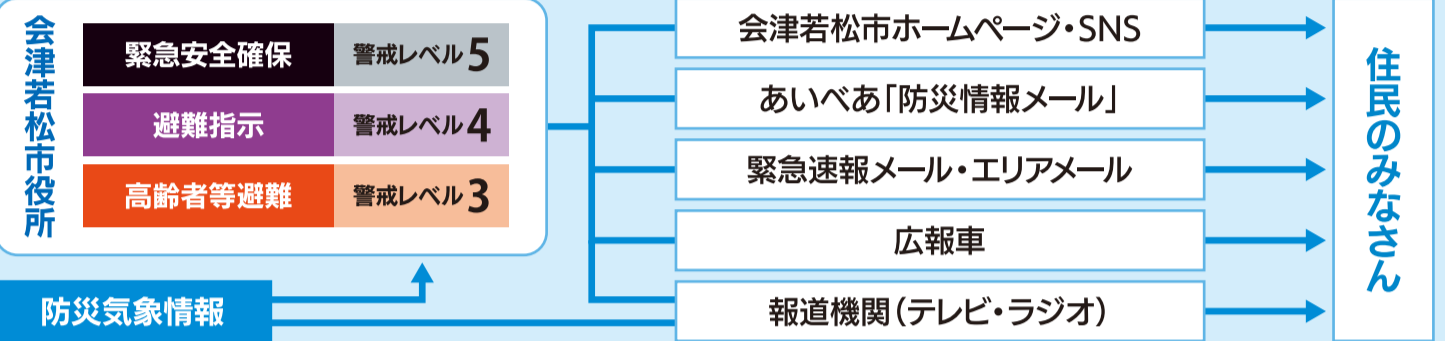 会津若松市役所
緊急安全確保 警戒レベル5
避難指示 警戒レベル4
高齢者等避難 警戒レベル3
防災気象情報
会津若松市ホームページ・SNS
あいべあ「防災情報メール」
緊急速報メール・エリアメール
広報車
報道機関(テレビ・ラジオ)
住民のみなさん